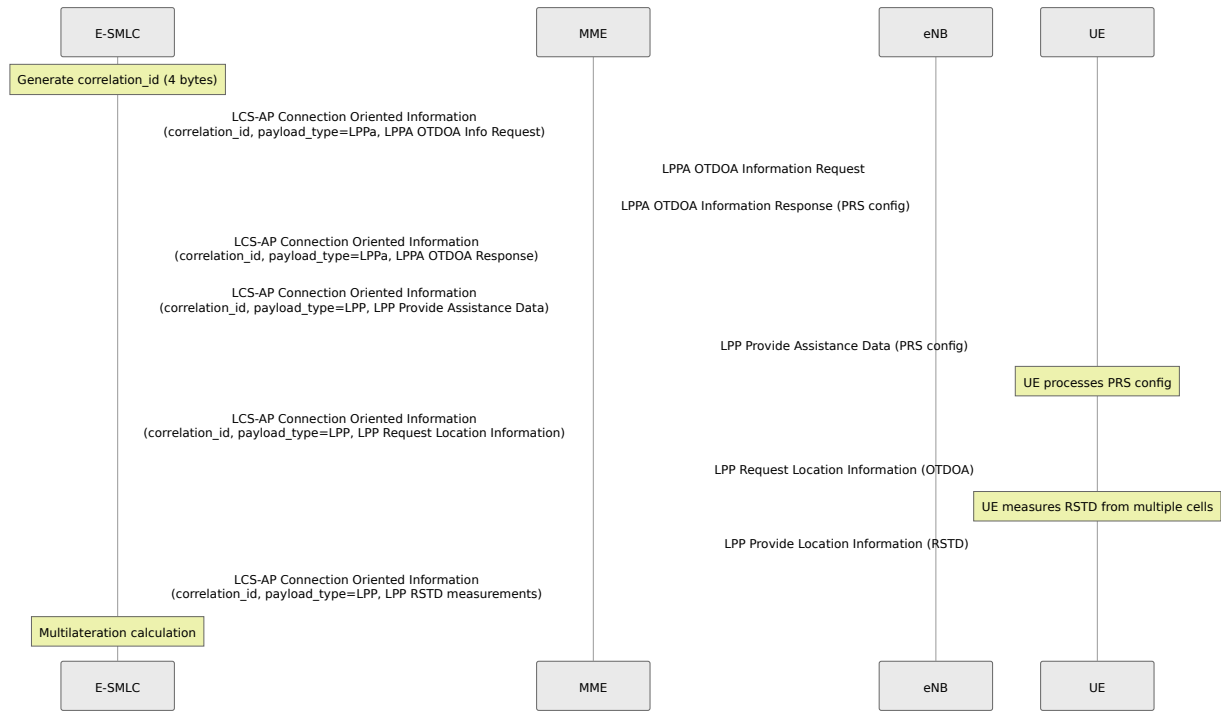 E-SMLC
MME
eNB
UE
Generate correlation_id (4 bytes)
LCS-AP Connection Oriented Information
(correlation_id, payload_type=LPPa, LPPA OTDOA Info Request)
LPPA OTDOA Information Request
LPPA OTDOA Information Response (PRS config)
LCS-AP Connection Oriented Information
(correlation_id, payload_type=LPPa, LPPA OTDOA Response)
LCS-AP Connection Oriented Information
(correlation_id, payload_type=LPP, LPP Provide Assistance Data)
LPP Provide Assistance Data (PRS config)
UE processes PRS config
LCS-AP Connection Oriented Information
(correlation_id, payload_type=LPP, LPP Request Location Information)
LPP Request Location Information (OTDOA)
UE measures RSTD from multiple cells
LPP Provide Location Information (RSTD)
LCS-AP Connection Oriented Information
(correlation_id, payload_type=LPP, LPP RSTD measurements)
Multilateration calculation
E-SMLC
MME
eNB
UE